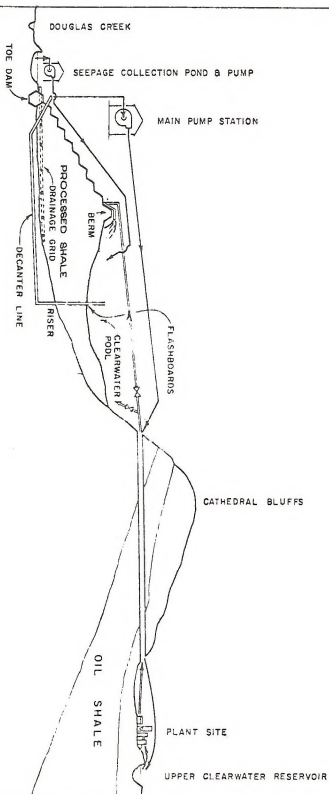 DOUGLAS CREEK
TOE DAM
SEEPAGE COLLECTION POND & PUMP
MAIN PUMP STATION
PROCESSED SHALE
DRAINAGE GRID
DECANTER LINE
BERM
RISER
FLASHBOARDS
CLEARWATER
POOL
CATHEDRAL BLUFFS
OIL SHALE
PLANT SITE
UPPER CLEARWATER RESERVOIR